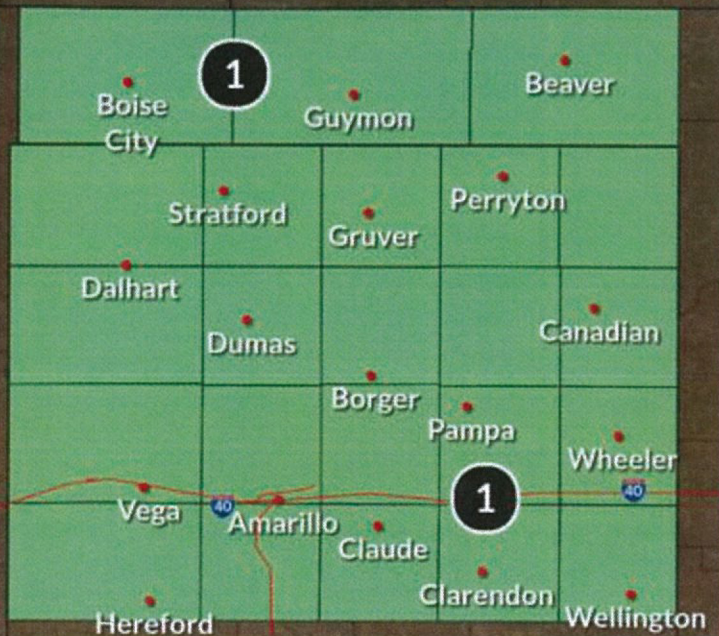 1
Boise
City
Guymon
Beaver
Stratford
Gruver
Perryton
Dalhart
Dumas
Canadian
Borger
Pampa
Wheeler
Vega
40
Amarillo
1
40
Claude
Clarendon
Hereford
Wellington